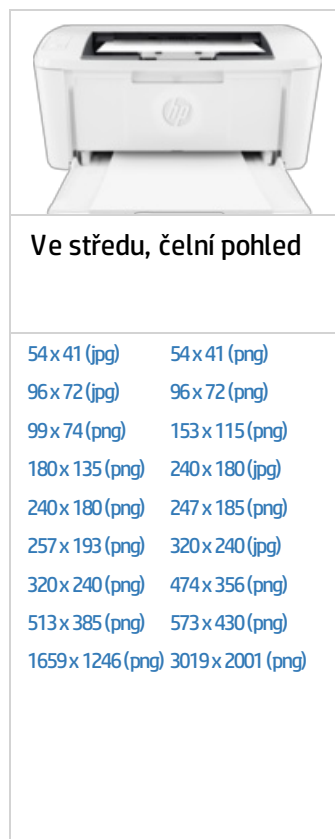 hp
Ve středu, čelní pohled
54 x 41 (jpg) 54 x 41 (png)
96 x 72 (jpg) 96 x 72 (png)
99 x 74 (png) 153 x 115 (png)
180 x 135 (png) 240 x 180 (jpg)
240 x 180 (png) 247 x 185 (png)
257 x 193 (png) 320 x 240 (jpg)
320 x 240 (png) 474 x 356 (png)
513 x 385 (png) 573 x 430 (png)
1659 x 1246 (png) 3019 x 2001 (png)